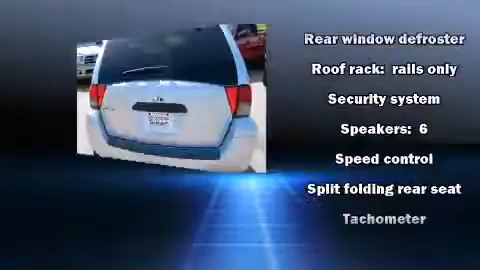 Rear window defroster
Roof rack:  rails only
Security system
Speakers:  6
Speed control
Split folding rear seat
Tachometer